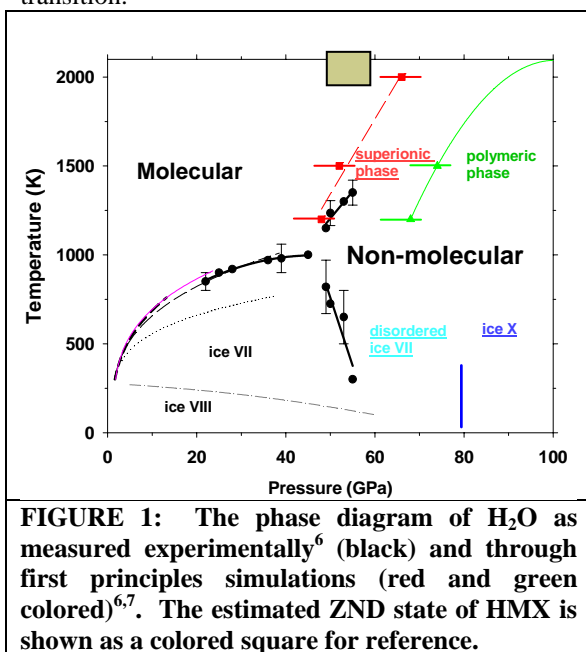 transition.
2000
1500
1000
500
0
Temperature (K)
Molecular
superionic
phase
polymeric
phase
Non-molecular
ice VII
disordered
ice VII
ice X
ice VIII
0 20 40 60 80 100
Pressure (GPa)
FIGURE 1: The phase diagram of H₂O as
measured experimentally⁶ (black) and through
first principles simulations (red and green
colored)⁶,⁷. The estimated ZND state of HMX is
shown as a colored square for reference.